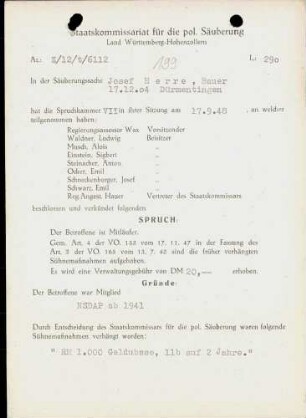 Staatskommissariat für die pol. Säuberung
Land Württemberg-Hohenzollern
Az.: Z/12/4/6112
199
L: 290
In der Säuberungssache Josef Herre, Bauer
17.12.04 Dürmentingen
hat die Spruchkammer VII in ihrer Sitzung am 17.9.48, an welcher
teilgenommen haben:
Regierungsassessor Was Vorsitzender
Waldner, Ludwig Beisitzer
Musch, Alois "
Einstein, Sigbert "
Steinacher, Anton "
Oker, Emil "
Schneckenburger, Josef "
Schwarz, Emil "
Reg.Angest. Hauer Vertreter des Staatskommissars
beschlossen und verkündet folgenden
SPRUCH:
Der Betroffene ist Mitläufer.
Gem. Art. 4 der VO. 162 vom 17. 11. 47 in der Fassung des
Art. 2 der VO. 165 vom 13. 7. 48 sind die früher verhängten
Sühnemaßnahmen aufgehoben.
Es wird eine Verwaltungsgebühr von DM 20,— erhoben.
Gründe:
Der Betroffene war Mitglied
NSDAP ab 1941
Durch Entscheidung des Staatskommissars für die pol. Säuberung waren folgende
Sühnemaßnahmen verhängt worden:
" RM 1.000 Geldbusse, 11b auf 2 Jahre."